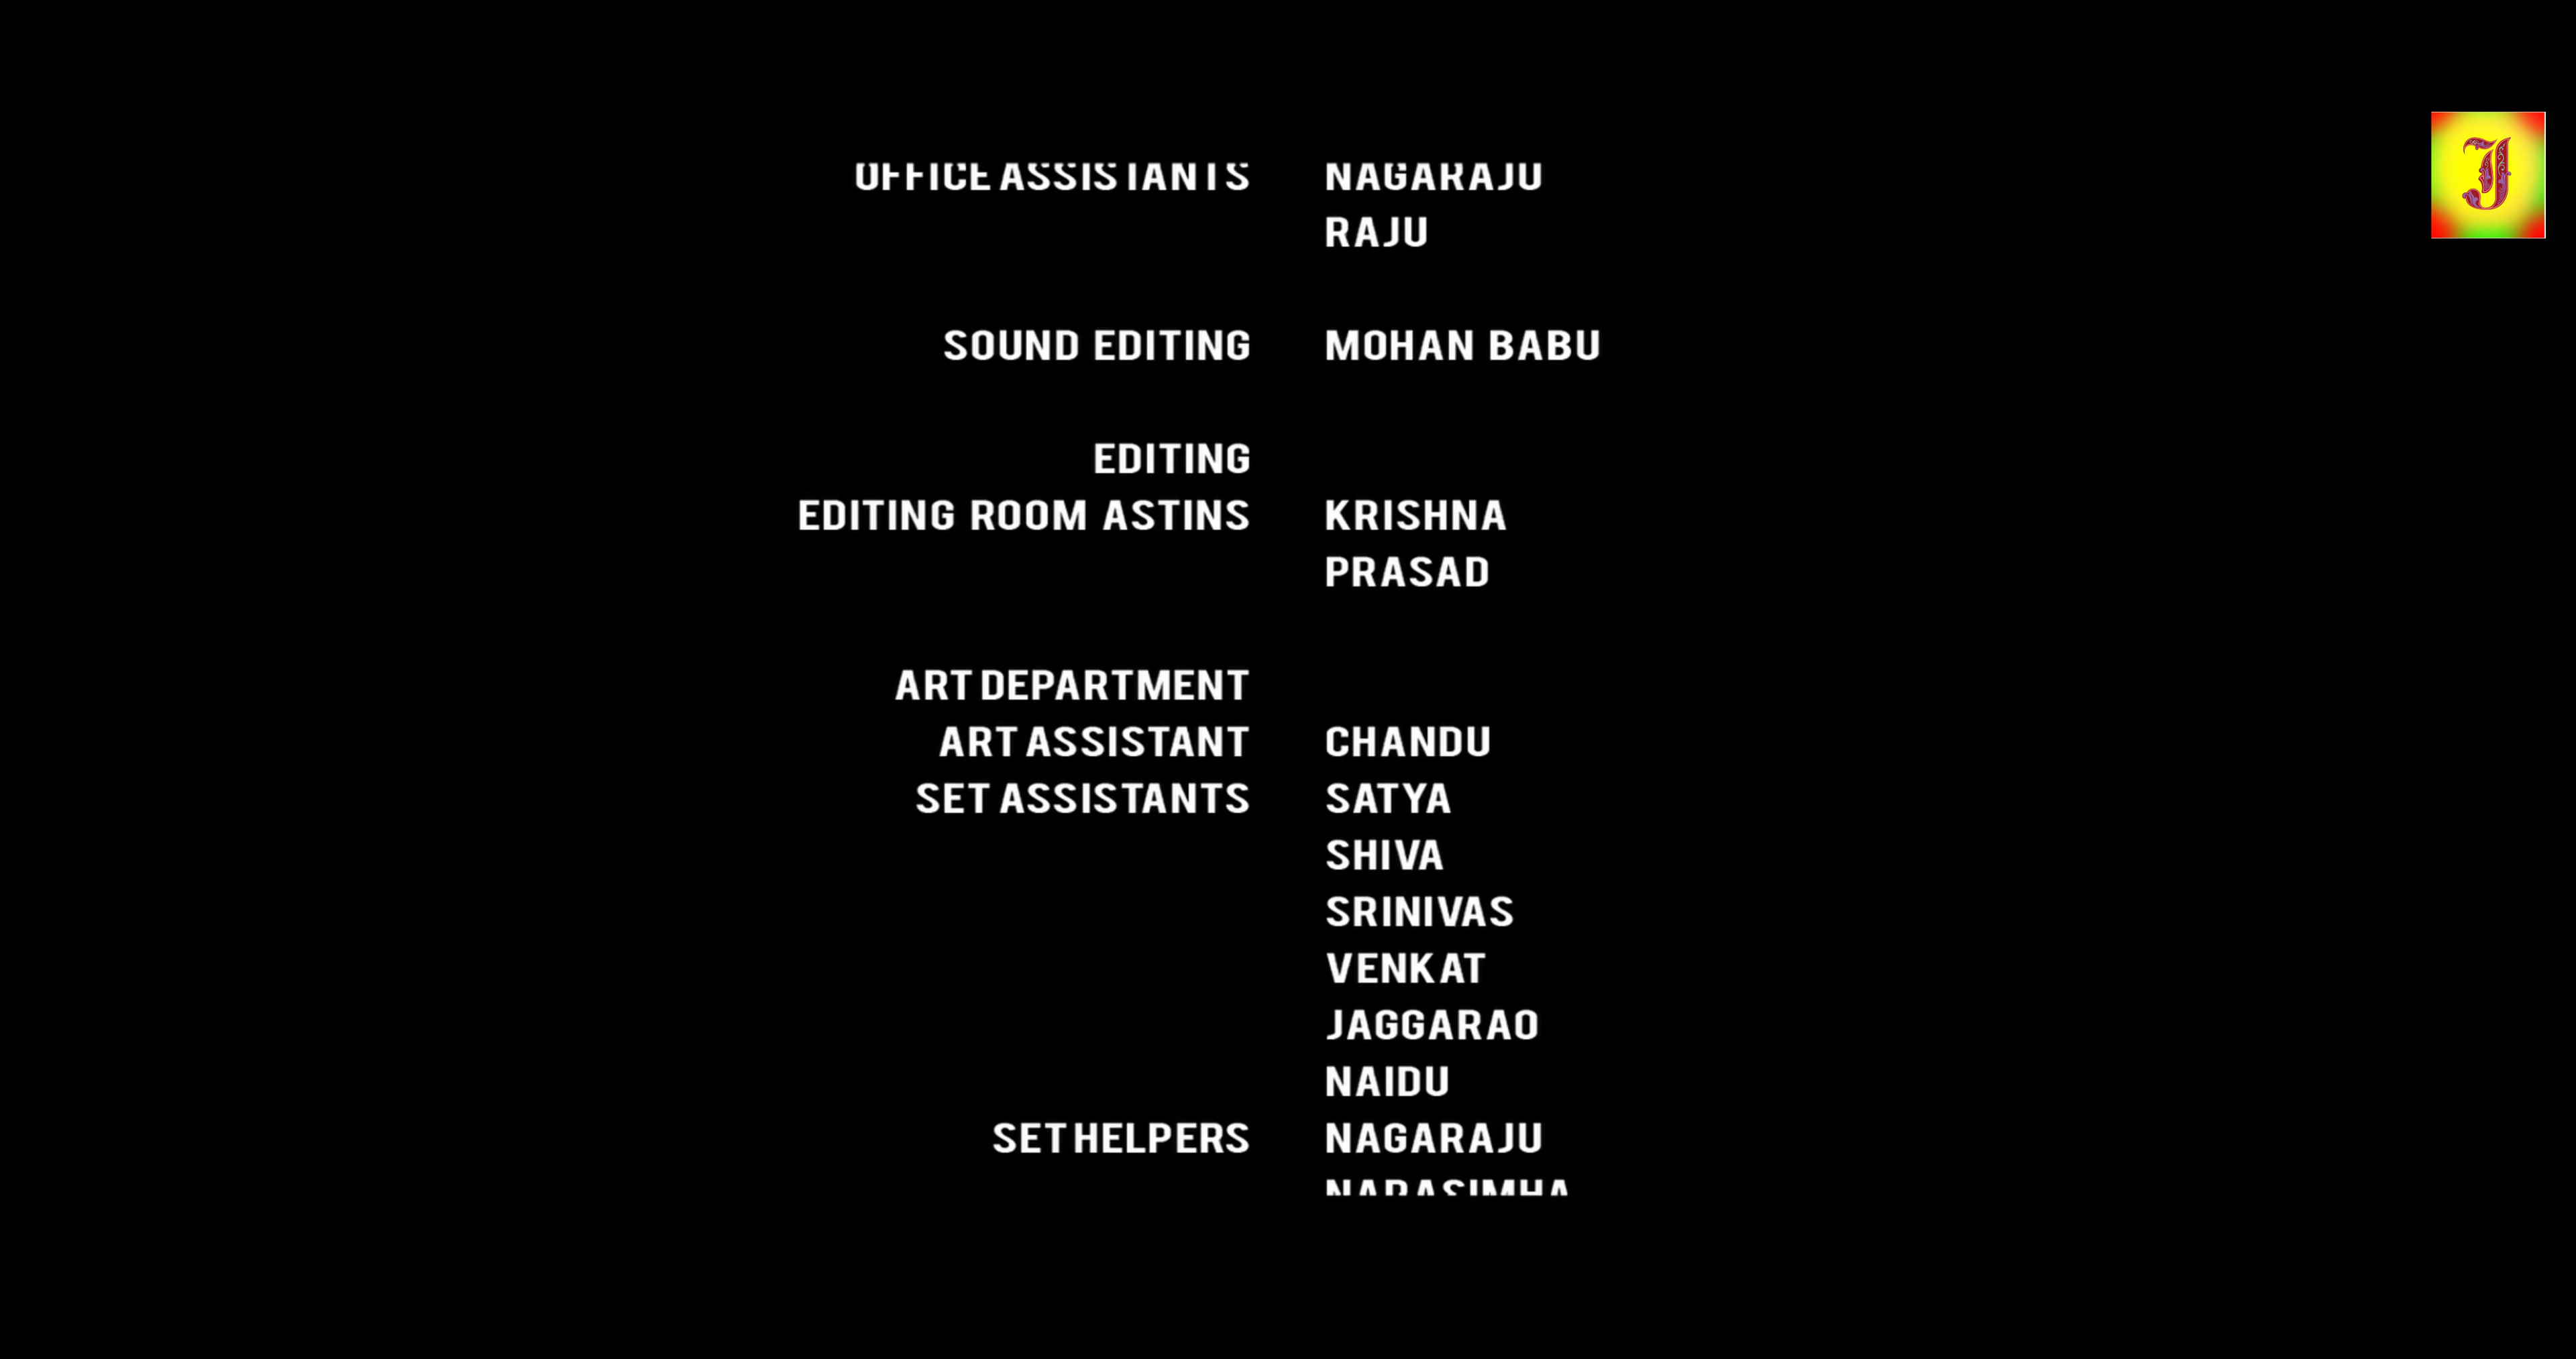 OFFICE ASSISTANTS NAGARAJU
RAJU
SOUND EDITING MOHAN BABU
EDITING
EDITING ROOM ASTINS KRISHNA
PRASAD
ART DEPARTMENT
ART ASSISTANT CHANDU
SET ASSISTANTS SATYA
SHIVA
SRINIVAS
VENKAT
JAGGARAO
NAIDU
SET HELPERS NAGARAJU
NARASIMHA
J